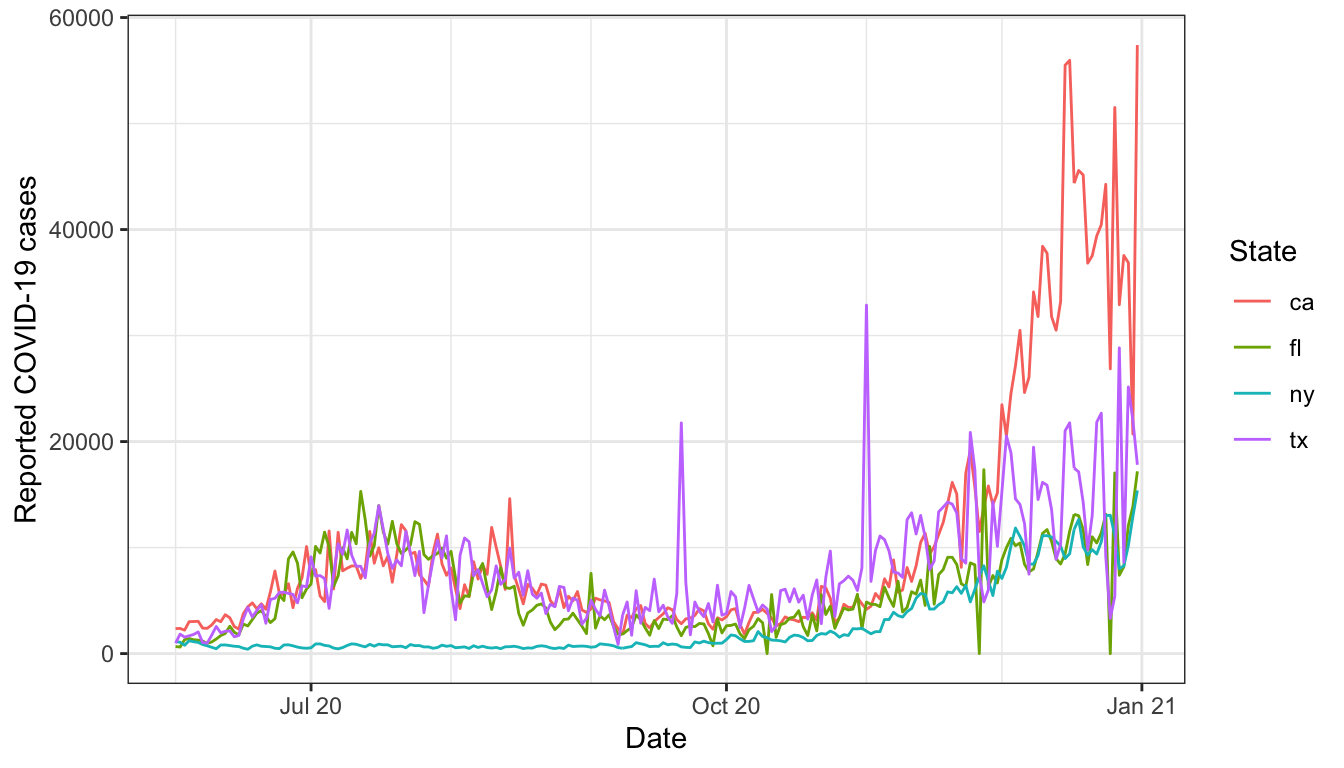 60000
40000
20000
0
Reported COVID-19 cases
Jul 20
Oct 20
Jan 21
Date
State
ca
fl
ny
tx